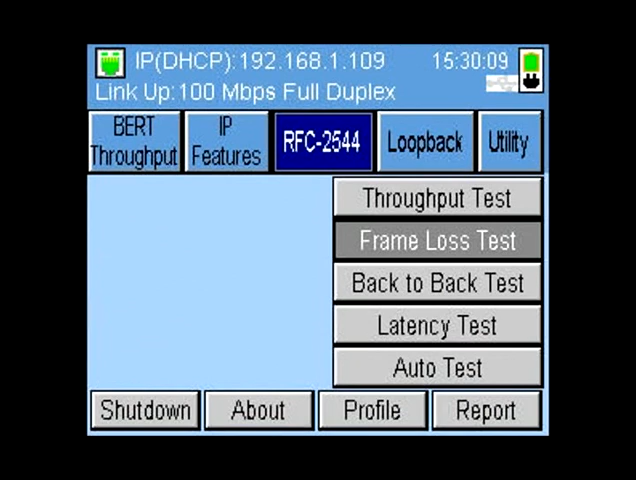 IP(DHCP):192.168.1.109 15:30:09
Link Up:100 Mbps Full Duplex
BERT Throughput
IP Features
RFC-2544
Loopback
Utility
Throughput Test
Frame Loss Test
Back to Back Test
Latency Test
Auto Test
Shutdown About Profile Report